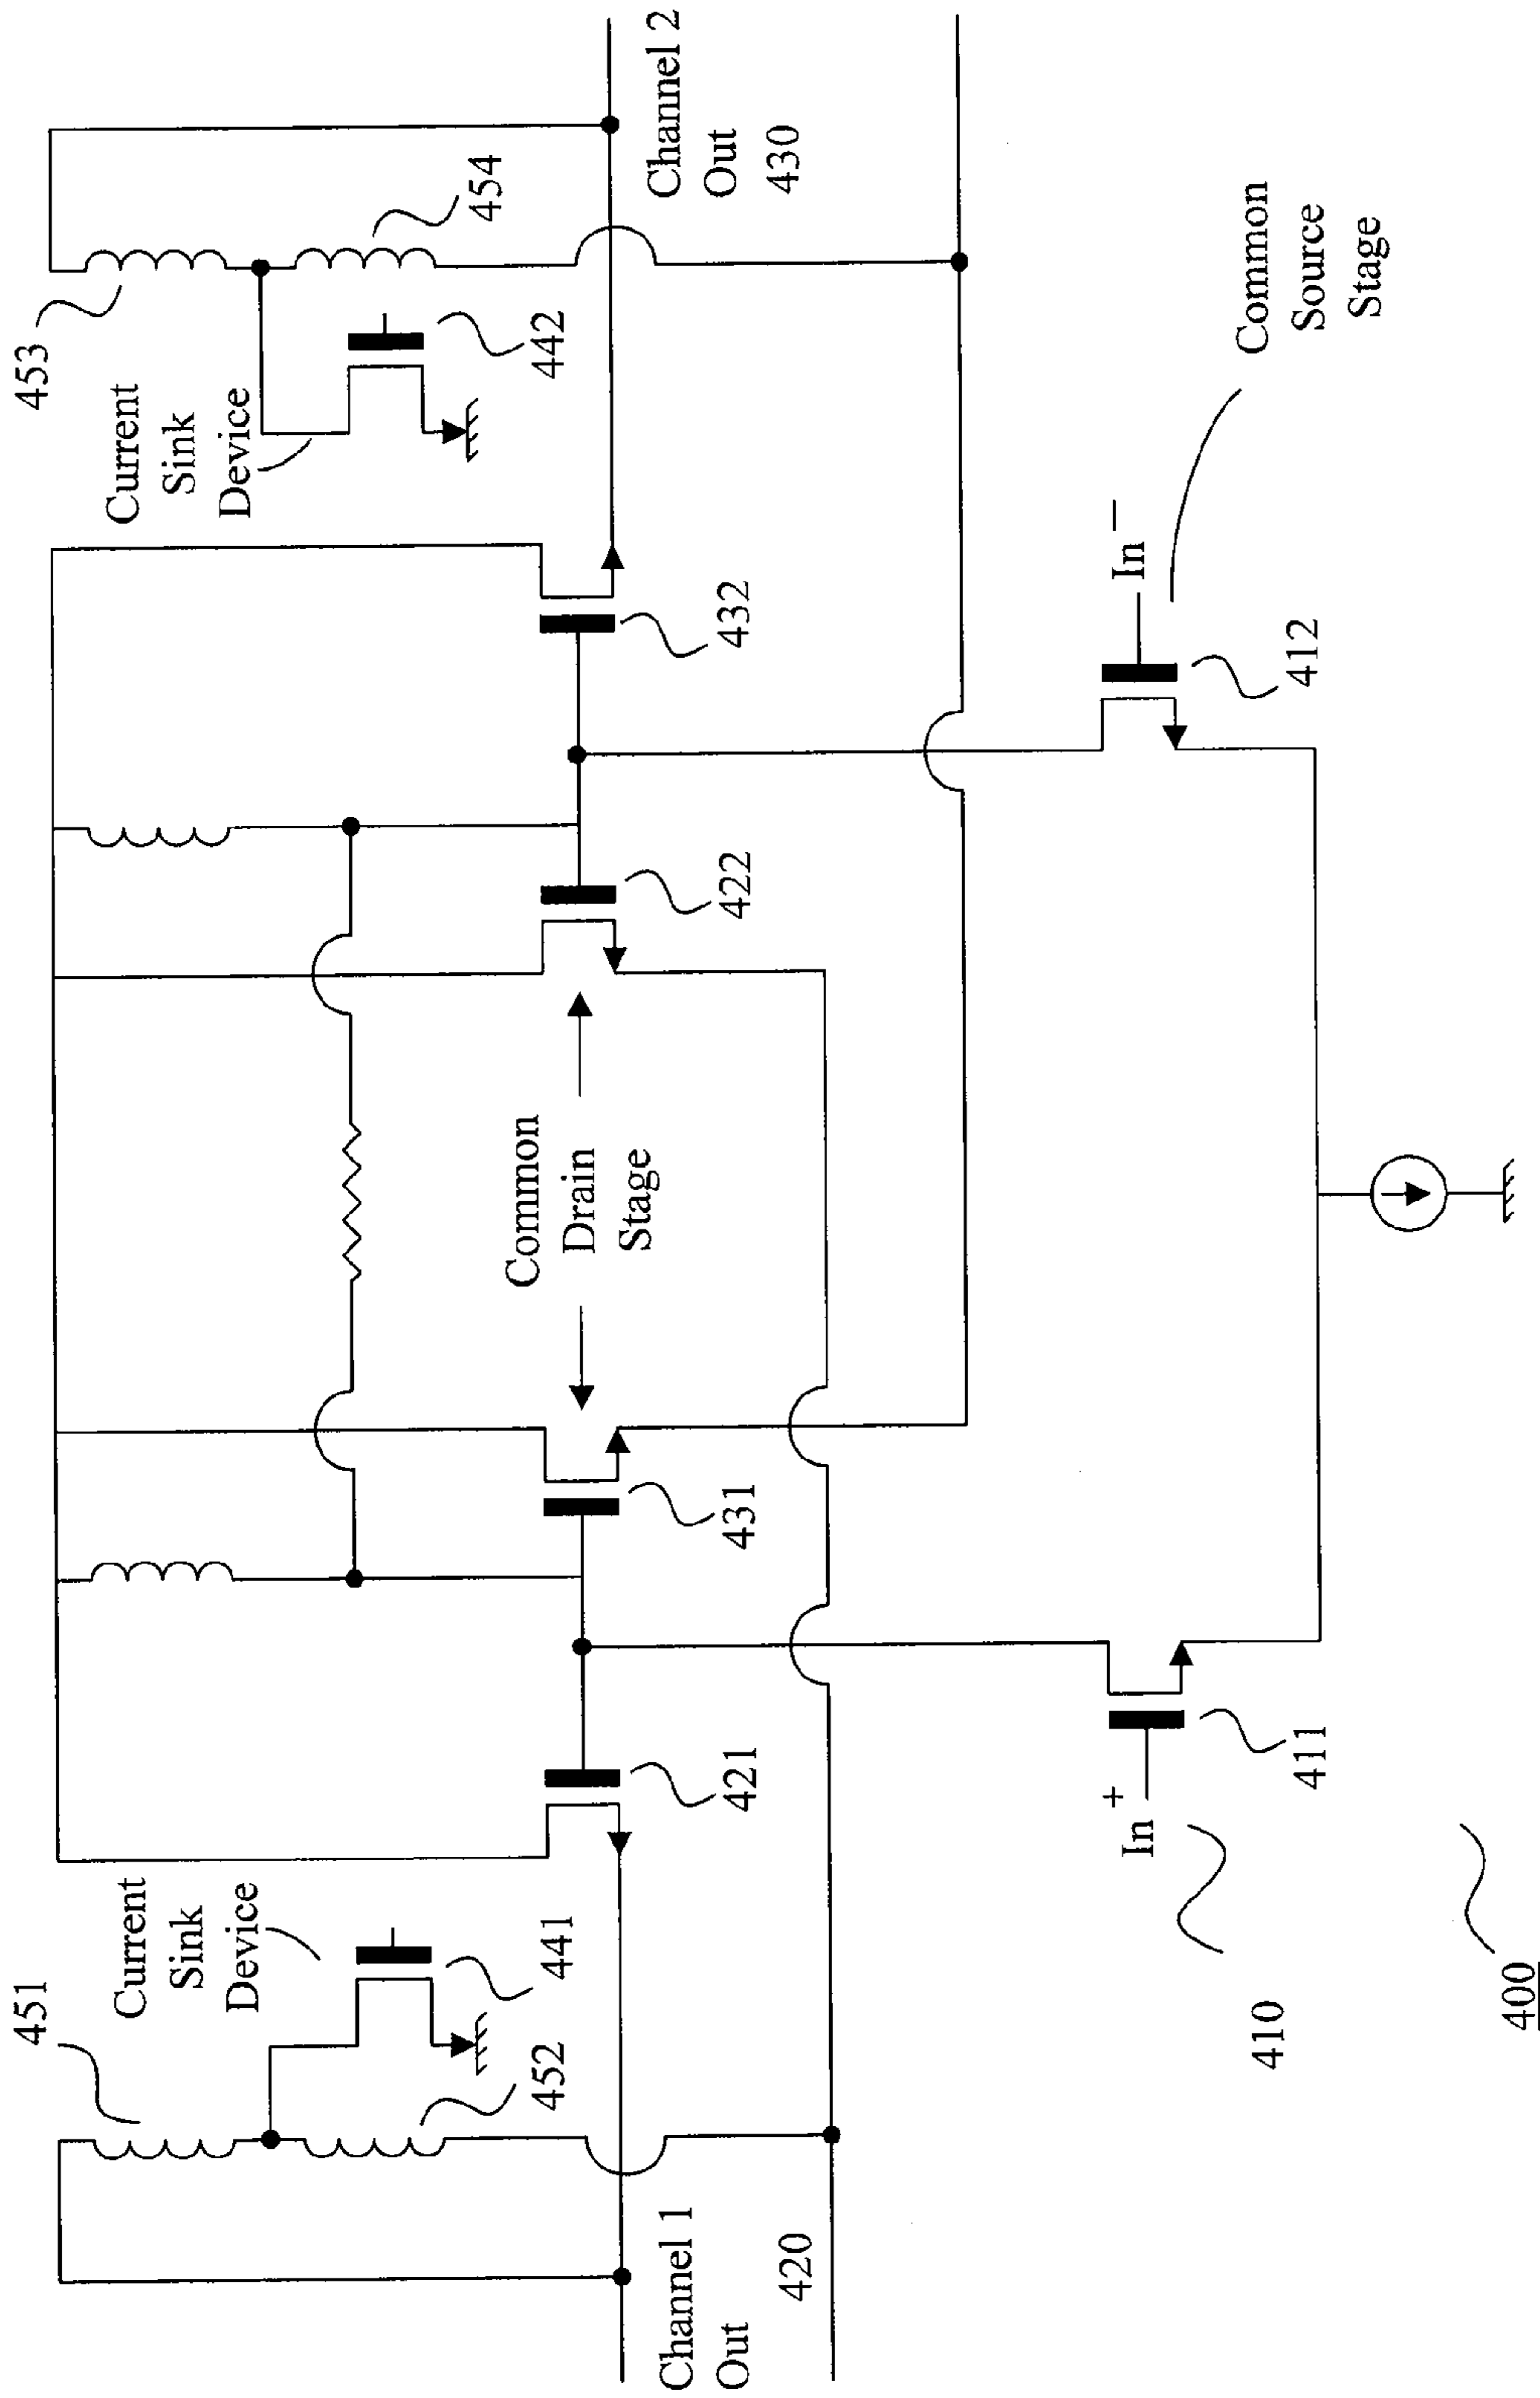 451
Current
Sink
Device
441
452
Channel 1
Out
420
421
431
Common
Drain
Stage
422
432
453
Current
Sink
Device
442
454
Channel 2
Out
430
In+
411
410
400
In−
412
Common
Source
Stage